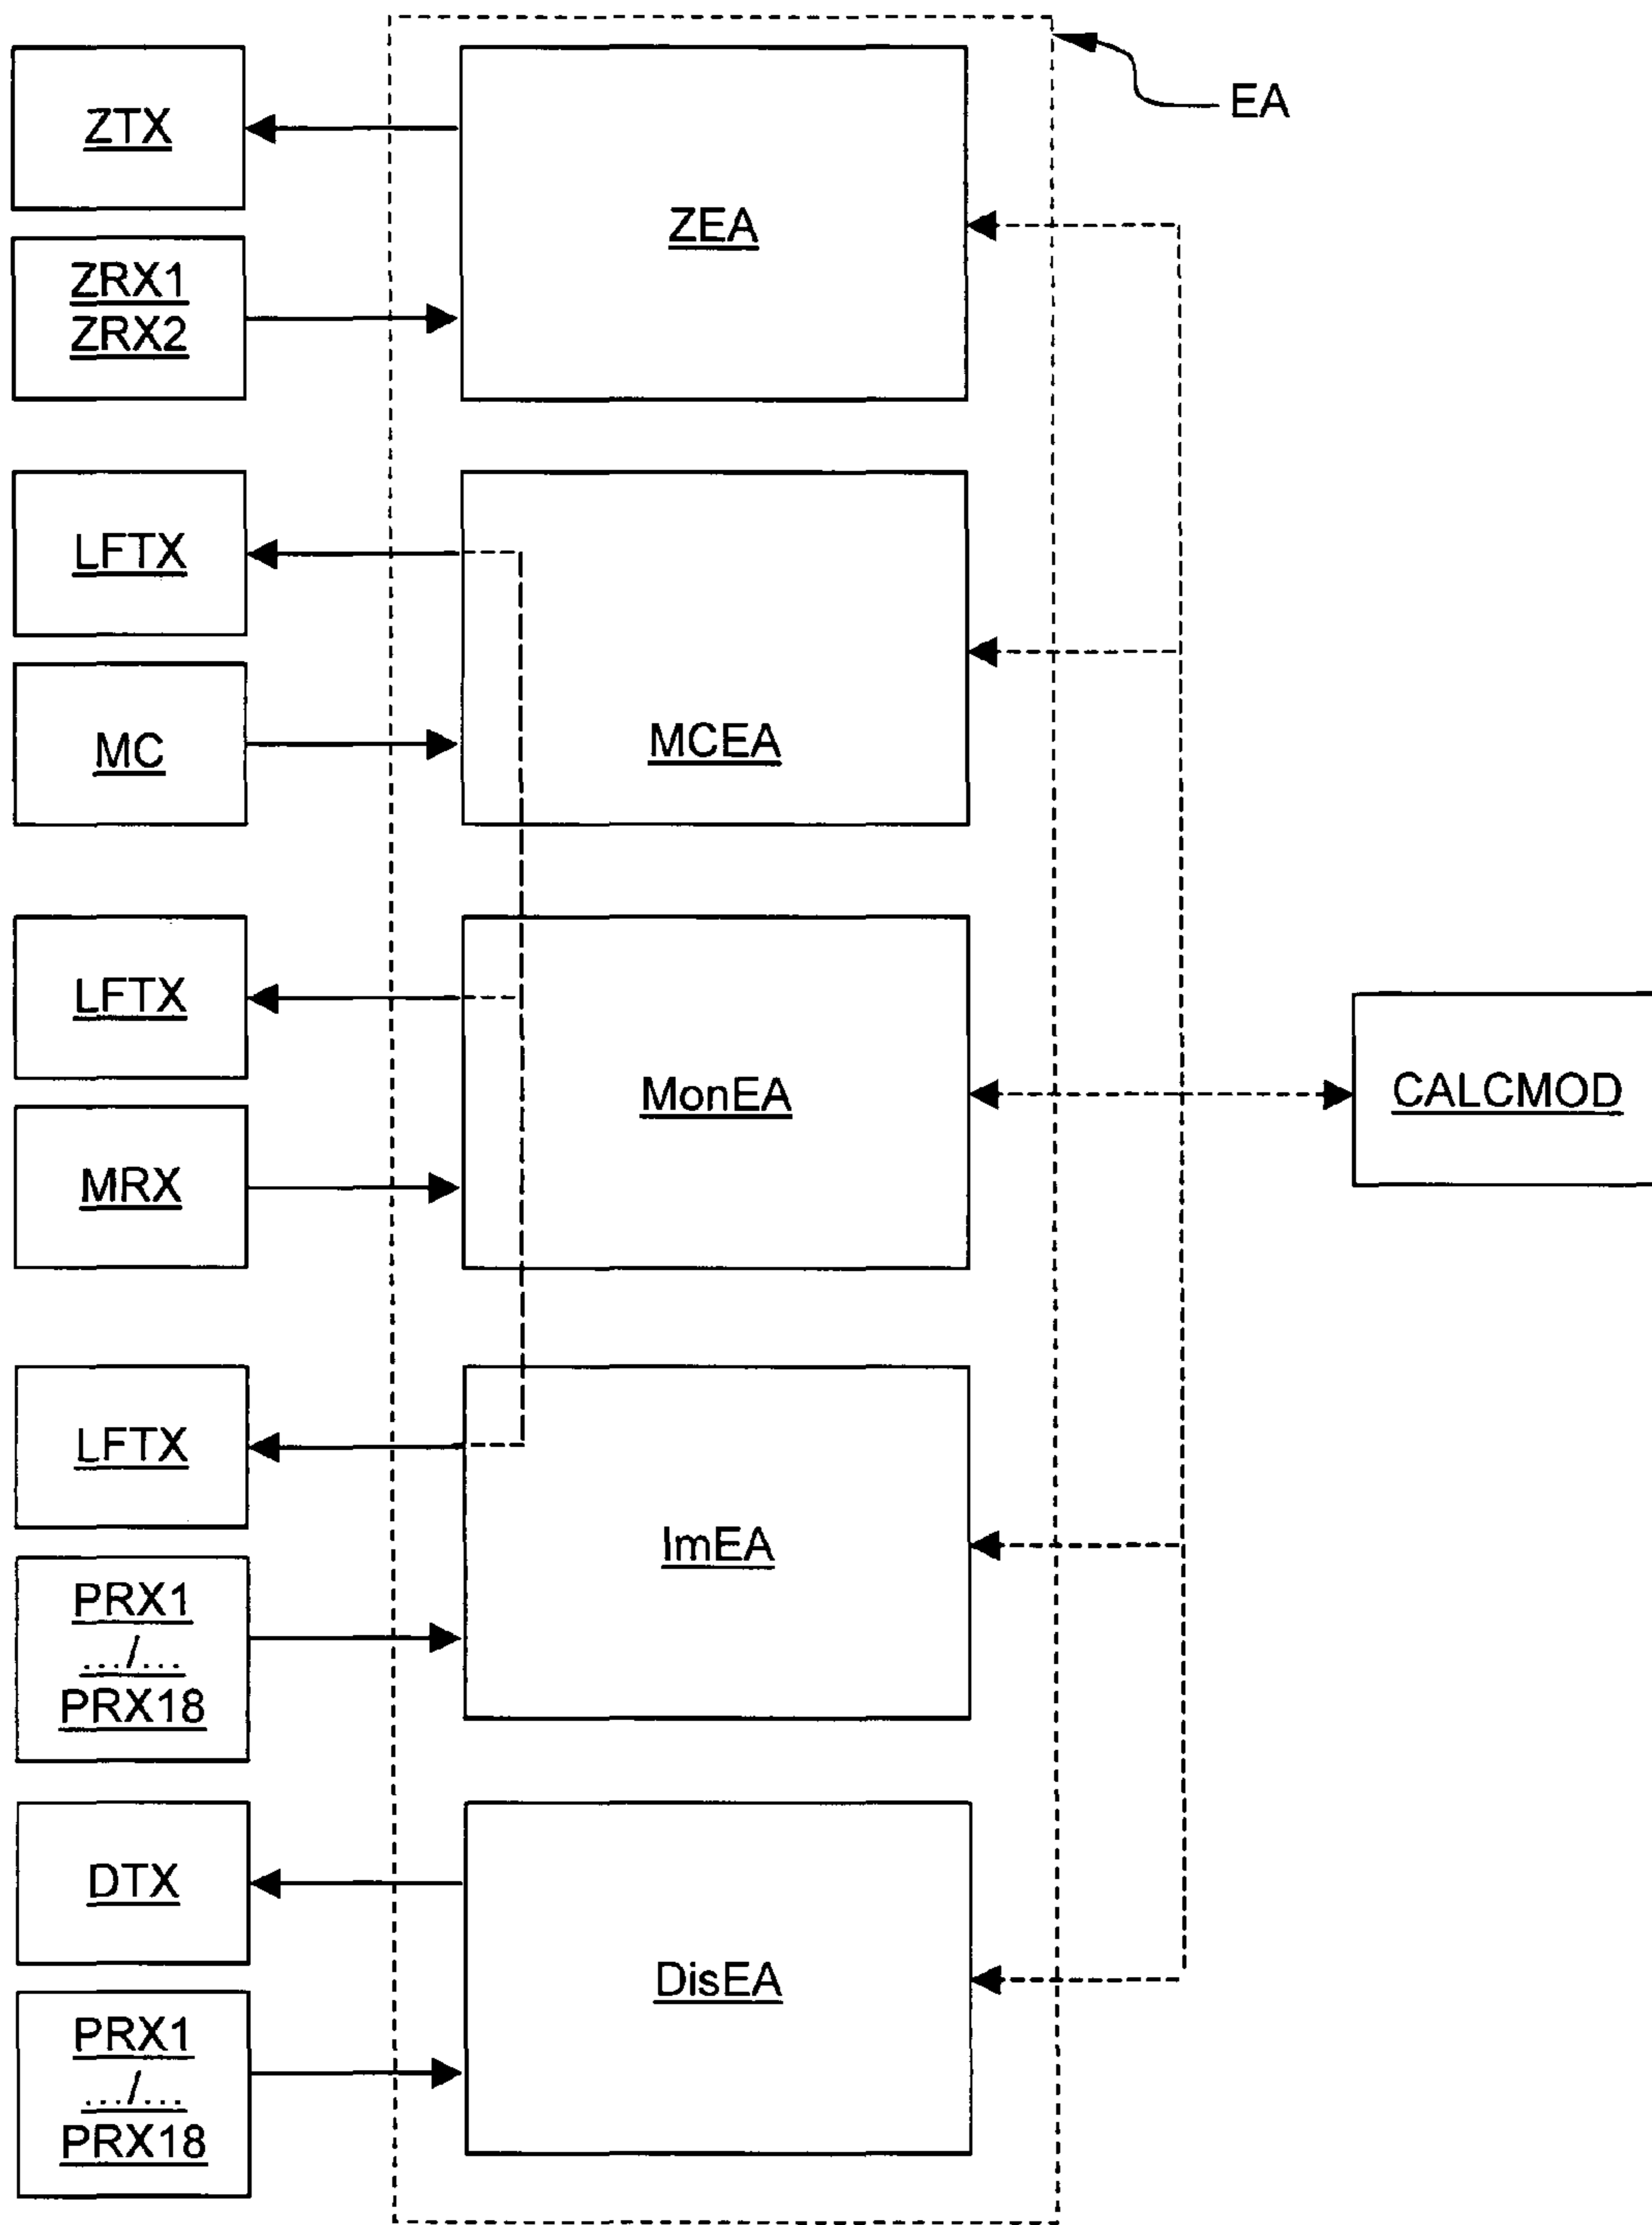 EA
ZTX
ZEA
ZRX1
ZRX2
LFTX
MC
MCEA
LFTX
MonEA
CALCMOD
MRX
LFTX
ImEA
PRX1
.../...
PRX18
DTX
DisEA
PRX1
.../...
PRX18